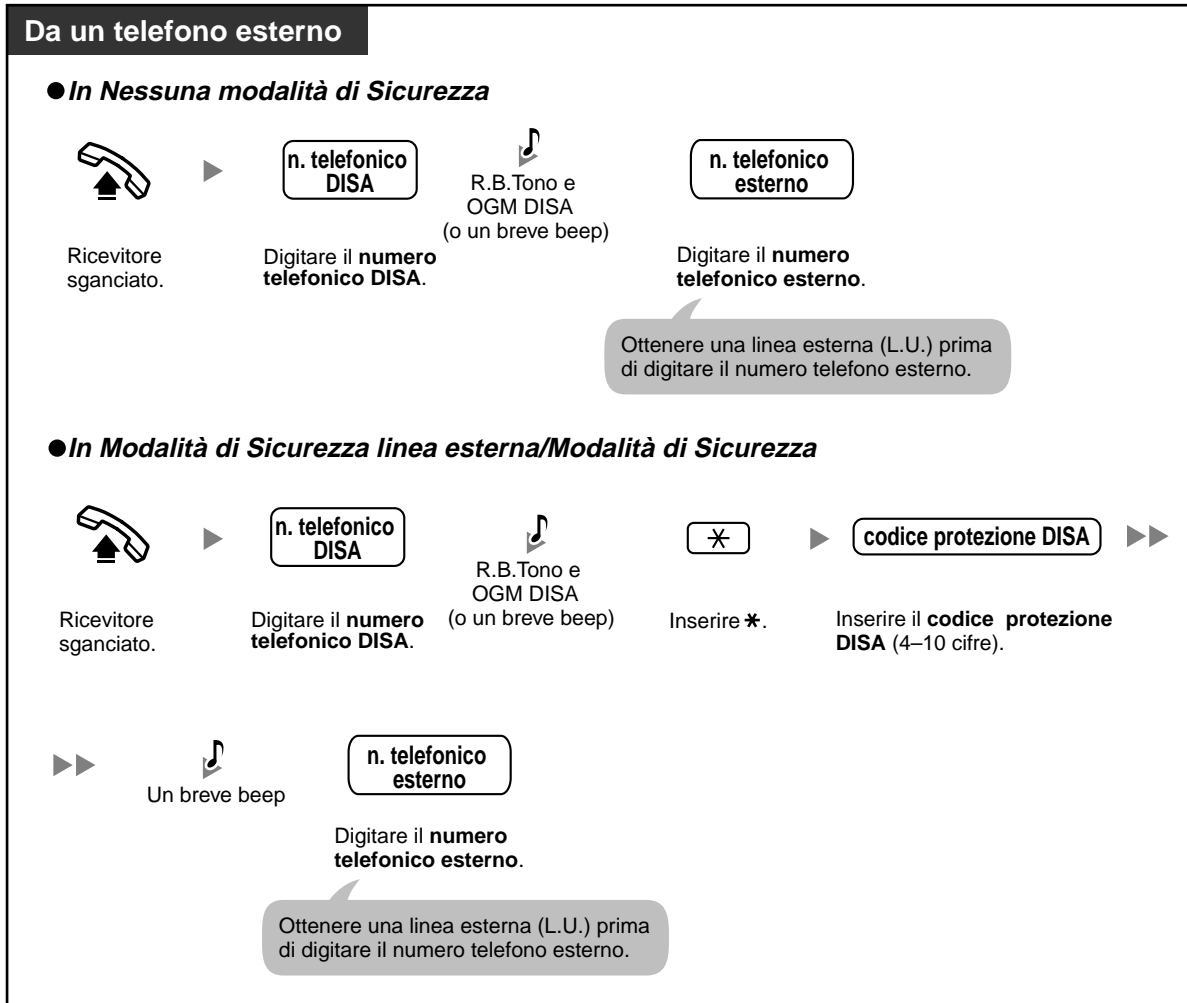 Da un telefono esterno
In Nessuna modalità di Sicurezza
n. telefonico
DISA
R.B.Tono e
OGM DISA
(o un breve beep)
n. telefonico
esterno
Ricevitore
sganciato.
Digitare il numero
telefonico DISA.
Digitare il numero
telefonico esterno.
Ottenere una linea esterna (L.U.) prima
di digitare il numero telefono esterno.
In Modalità di Sicurezza linea esterna/Modalità di Sicurezza
n. telefonico
DISA
R.B.Tono e
OGM DISA
(o un breve beep)
*
codice protezione DISA
Ricevitore
sganciato.
Digitare il numero
telefonico DISA.
Inserire *.
Inserire il codice protezione
DISA (4–10 cifre).
Un breve beep
n. telefonico
esterno
Digitare il numero
telefonico esterno.
Ottenere una linea esterna (L.U.) prima
di digitare il numero telefono esterno.